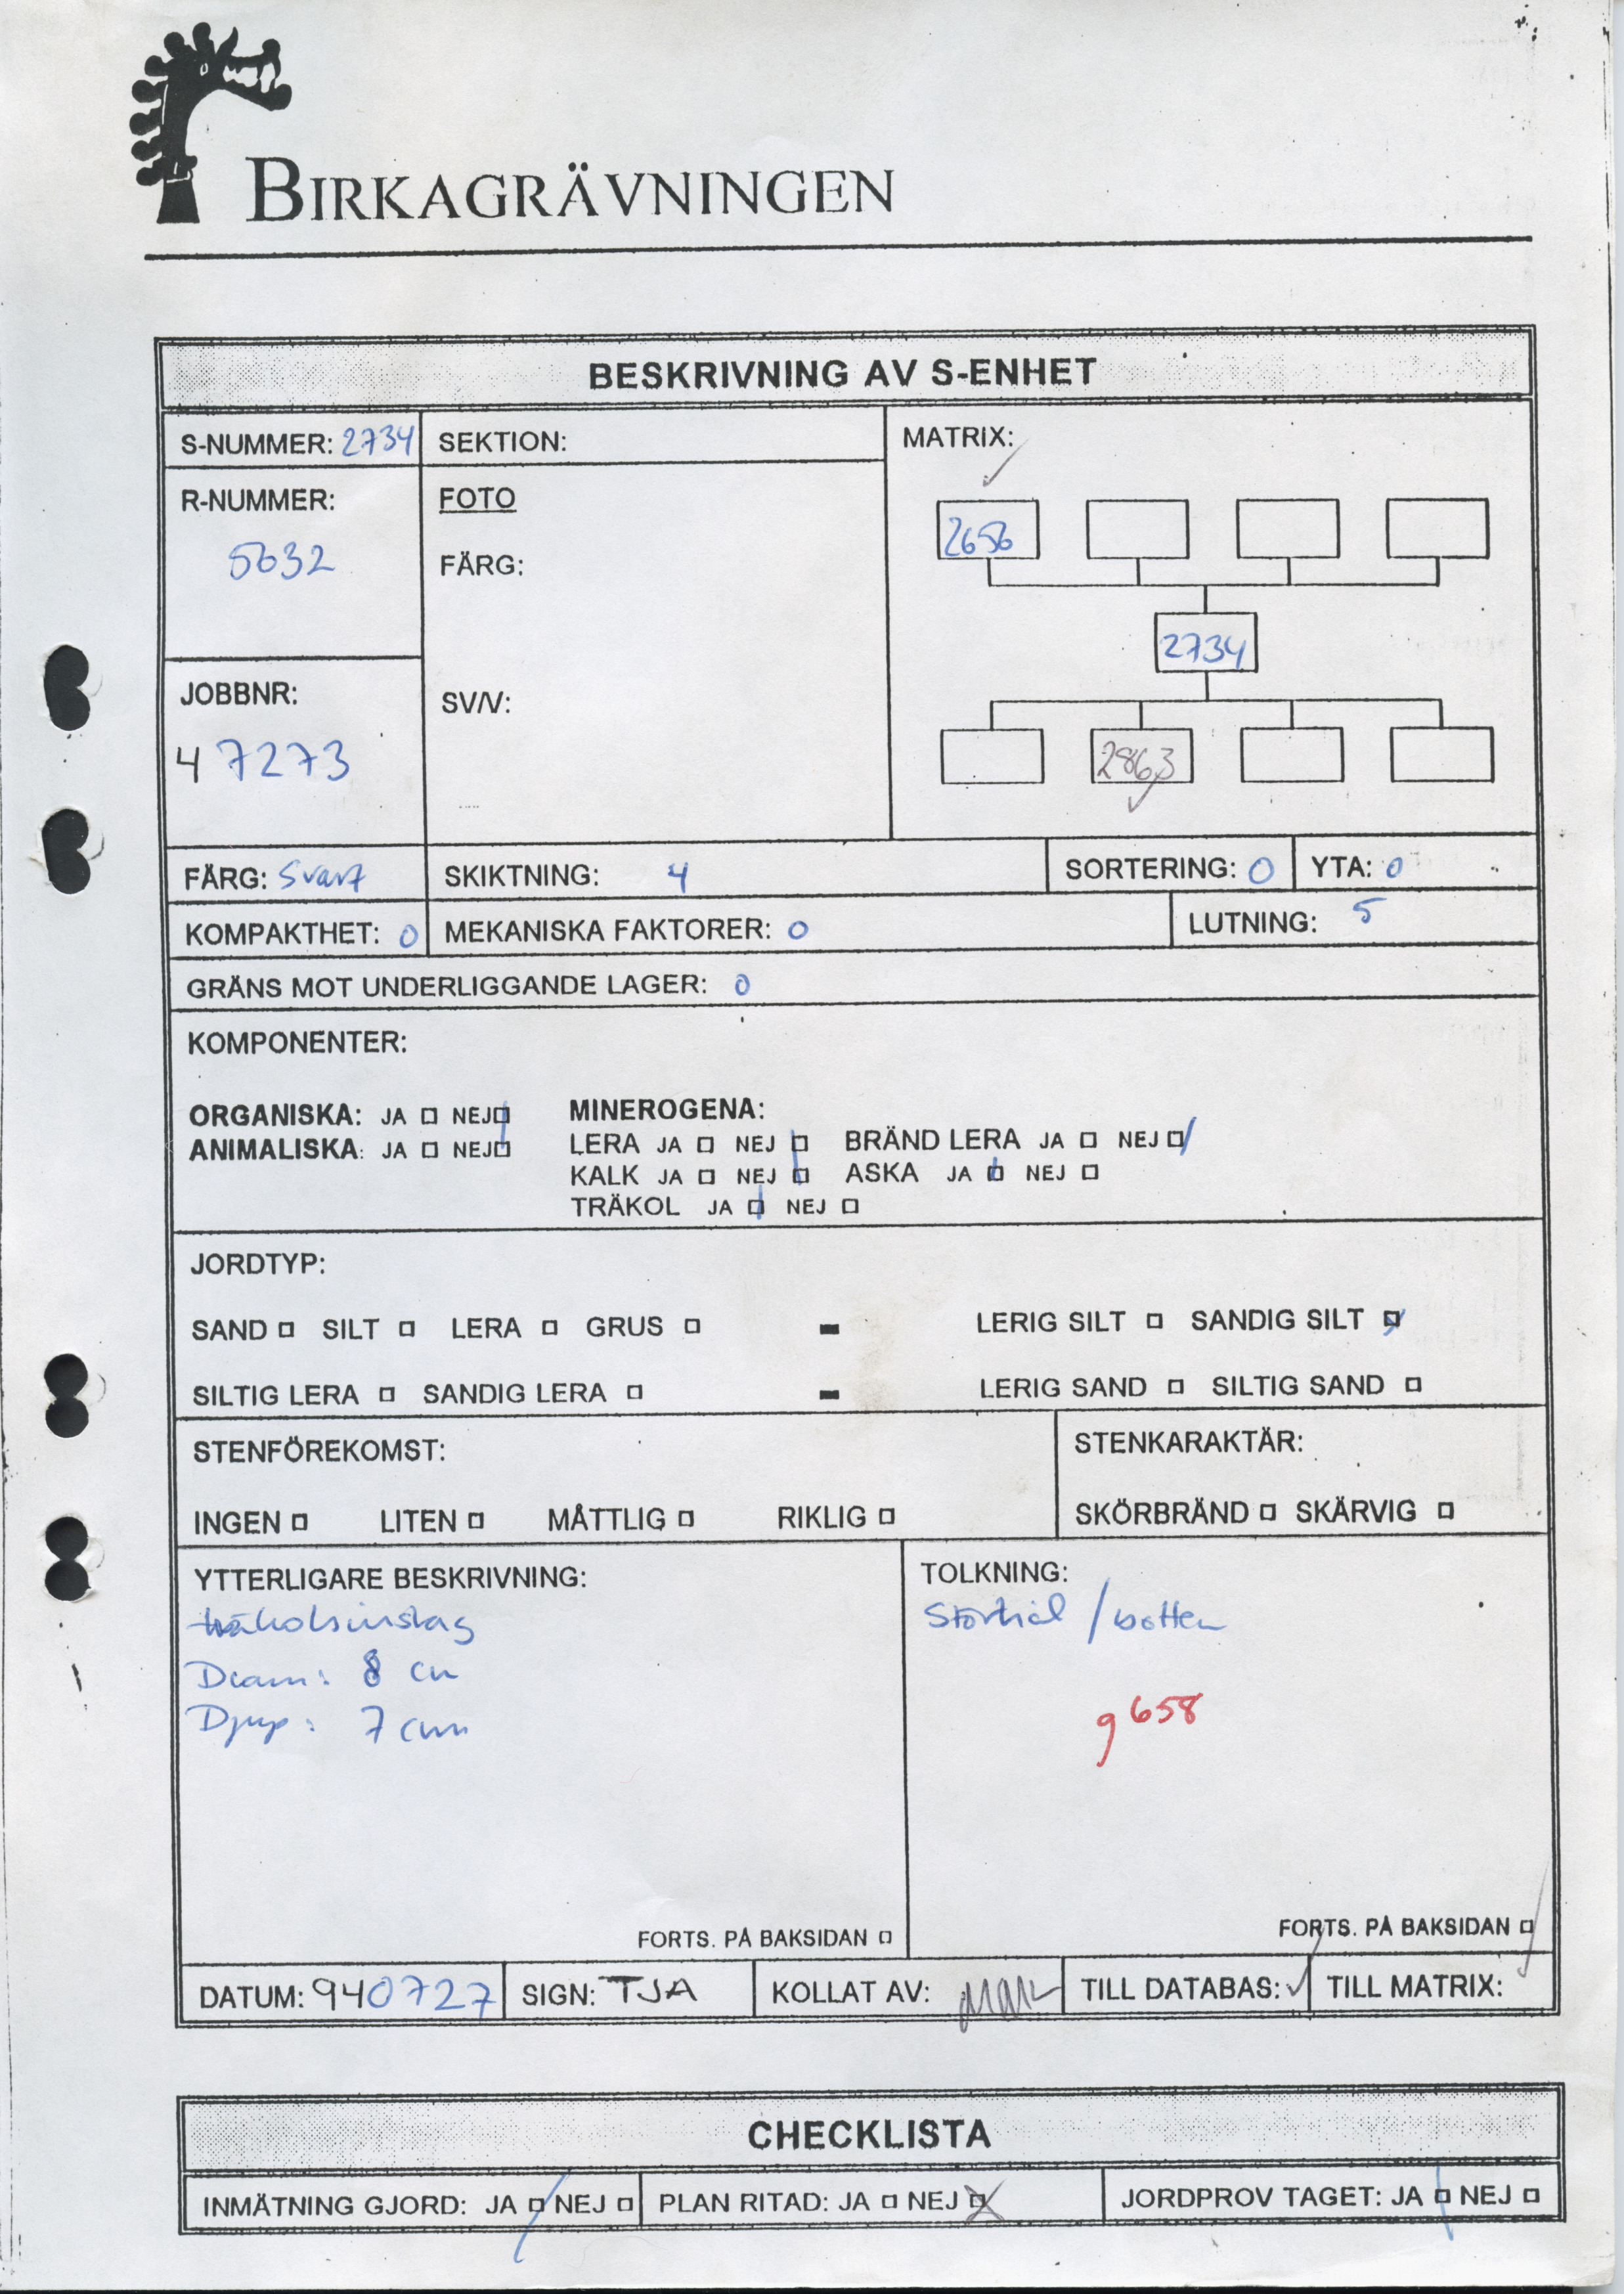 BIRKAGRÄVNINGEN
BESKRIVNING AV S-ENHET
S-NUMMER: 2734
SEKTION:
MATRIX:
R-NUMMER:
5632
FOTO
FÄRG:
SV/V:
2656
2734
2863
JOBBNR:
47273
FÄRG: Svart
SKIKTNING: 4
SORTERING: 0
YTA: 0
KOMPAKTHET: 0
MEKANISKA FAKTORER: 0
LUTNING: 5
GRÄNS MOT UNDERLIGGANDE LAGER: 0
KOMPONENTER:
ORGANISKA: JA NEJ
ANIMALISKA: JA NEJ
MINEROGENA:
LERA JA NEJ BRÄND LERA JA NEJ
KALK JA NEJ ASKA JA NEJ
TRÄKOL JA NEJ
JORDTYP:
SAND SILT LERA GRUS - LERIG SILT SANDIG SILT
SILTIG LERA SANDIG LERA - LERIG SAND SILTIG SAND
STENFÖREKOMST:
INGEN LITEN MÅTTLIG RIKLIG
STENKARAKTÄR:
SKÖRBRÄND SKÄRVIG
YTTERLIGARE BESKRIVNING:
träkolsinslag
Diam: 8 cm
Djup: 7 cm
FORTS. PÅ BAKSIDAN
TOLKNING:
Störhål / botten
g 658
FORTS. PÅ BAKSIDAN
DATUM: 940727
SIGN: TJA
KOLLAT AV:
TILL DATABAS:
TILL MATRIX:
CHECKLISTA
INMÄTNING GJORD: JA NEJ
PLAN RITAD: JA NEJ
JORDPROV TAGET: JA NEJ